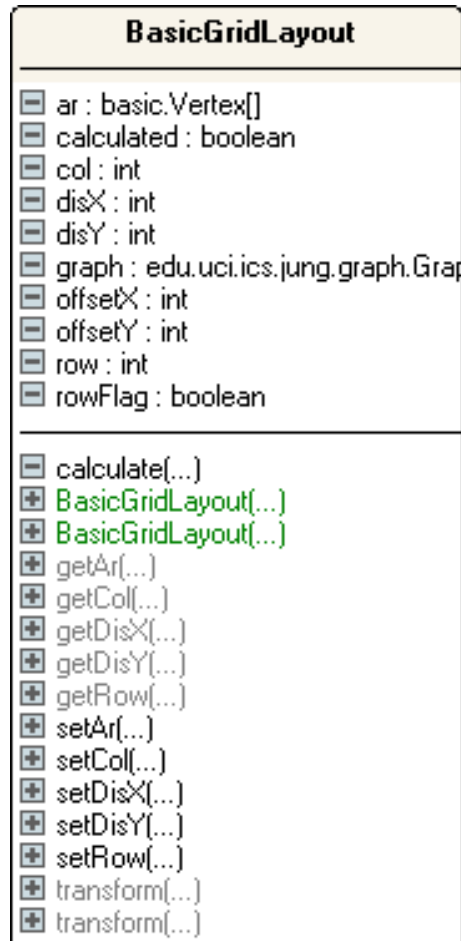 BasicGridLayout
ar : basic.Vertex[]
calculated : boolean
col : int
disX : int
disY : int
graph : edu.uci.ics.jung.graph.Grap
offsetX : int
offsetY : int
row : int
rowFlag : boolean
calculate(...)
BasicGridLayout(...)
BasicGridLayout(...)
getAr(...)
getCol(...)
getDisX(...)
getDisY(...)
getRow(...)
setAr(...)
setCol(...)
setDisX(...)
setDisY(...)
setRow(...)
transform(...)
transform(...)